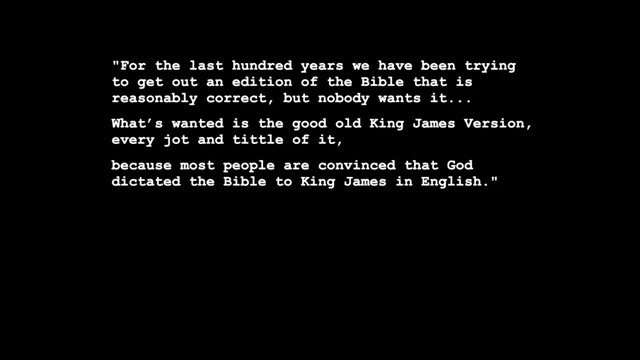 "For the last hundred years we have been trying
to get out an edition of the Bible that is
reasonably correct, but nobody wants it...
What's wanted is the good old King James Version,
every jot and tittle of it,
because most people are convinced that God
dictated the Bible to King James in English."